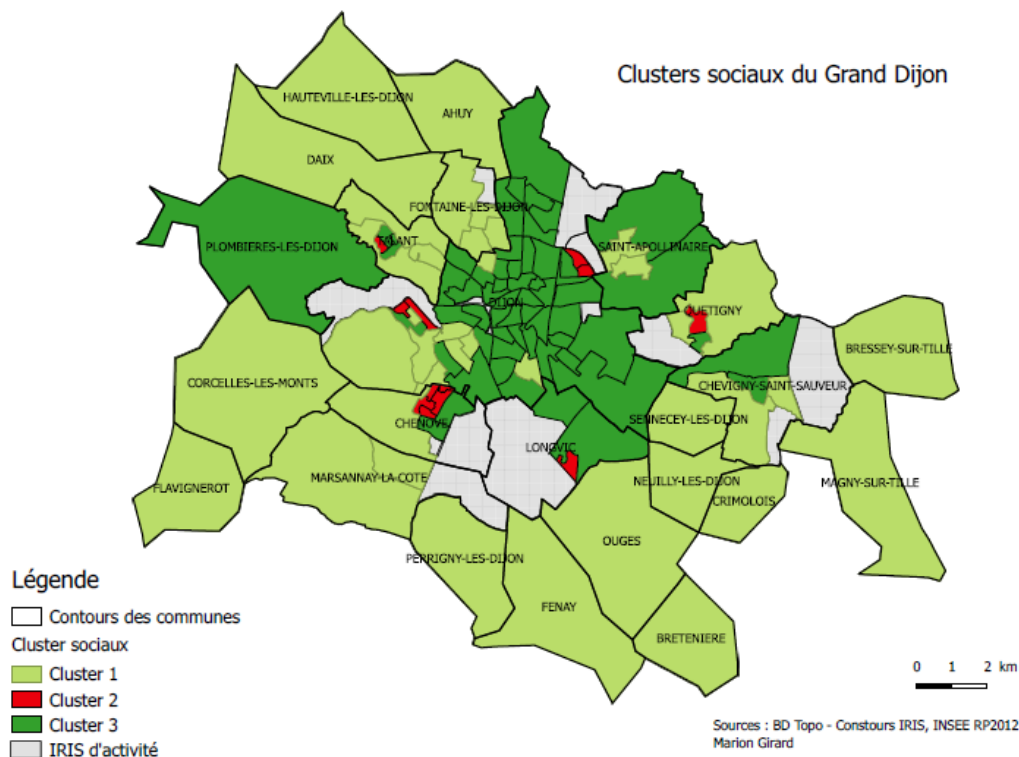 Clusters sociaux du Grand Dijon
HAUTEVILLE-LES-DIJON
AHUY
DAIX
FONTAINE-LES-DIJON
TALANT
PLOMBIERES-LES-DIJON
SAINT-APOLLINAIRE
DIJON
QUETIGNY
BRESSEY-SUR-TILLE
CORCELLES-LES-MONTS
CHEVIGNY-SAINT-SAUVEUR
CHENOVE
SENNECEY-LES-DIJON
LONGVIC
MARSANNAY-LA-COTE
FLAVIGNEROT
NEUILLY-LES-DIJON
MAGNY-SUR-TILLE
CRIMOLOIS
OUGES
PERRIGNY-LES-DIJON
FENAY
BRETENIERE
Légende
Contours des communes
Cluster sociaux
Cluster 1
Cluster 2
Cluster 3
IRIS d'activité
0 1 2 km
Sources : BD Topo - Constours IRIS, INSEE RP2012
Marion Girard